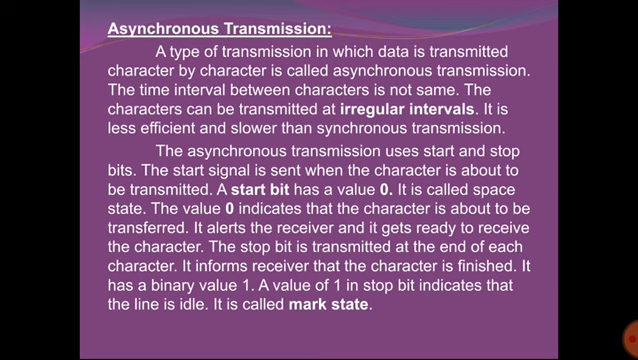 Asynchronous Transmission:
A type of transmission in which data is transmitted
character by character is called asynchronous transmission.
The time interval between characters is not same. The
characters can be transmitted at irregular intervals. It is
less efficient and slower than synchronous transmission.
The asynchronous transmission uses start and stop
bits. The start signal is sent when the character is about to
be transmitted. A start bit has a value 0. It is called space
state. The value 0 indicates that the character is about to be
transferred. It alerts the receiver and it gets ready to receive
the character. The stop bit is transmitted at the end of each
character. It informs receiver that the character is finished. It
has a binary value 1. A value of 1 in stop bit indicates that
the line is idle. It is called mark state.